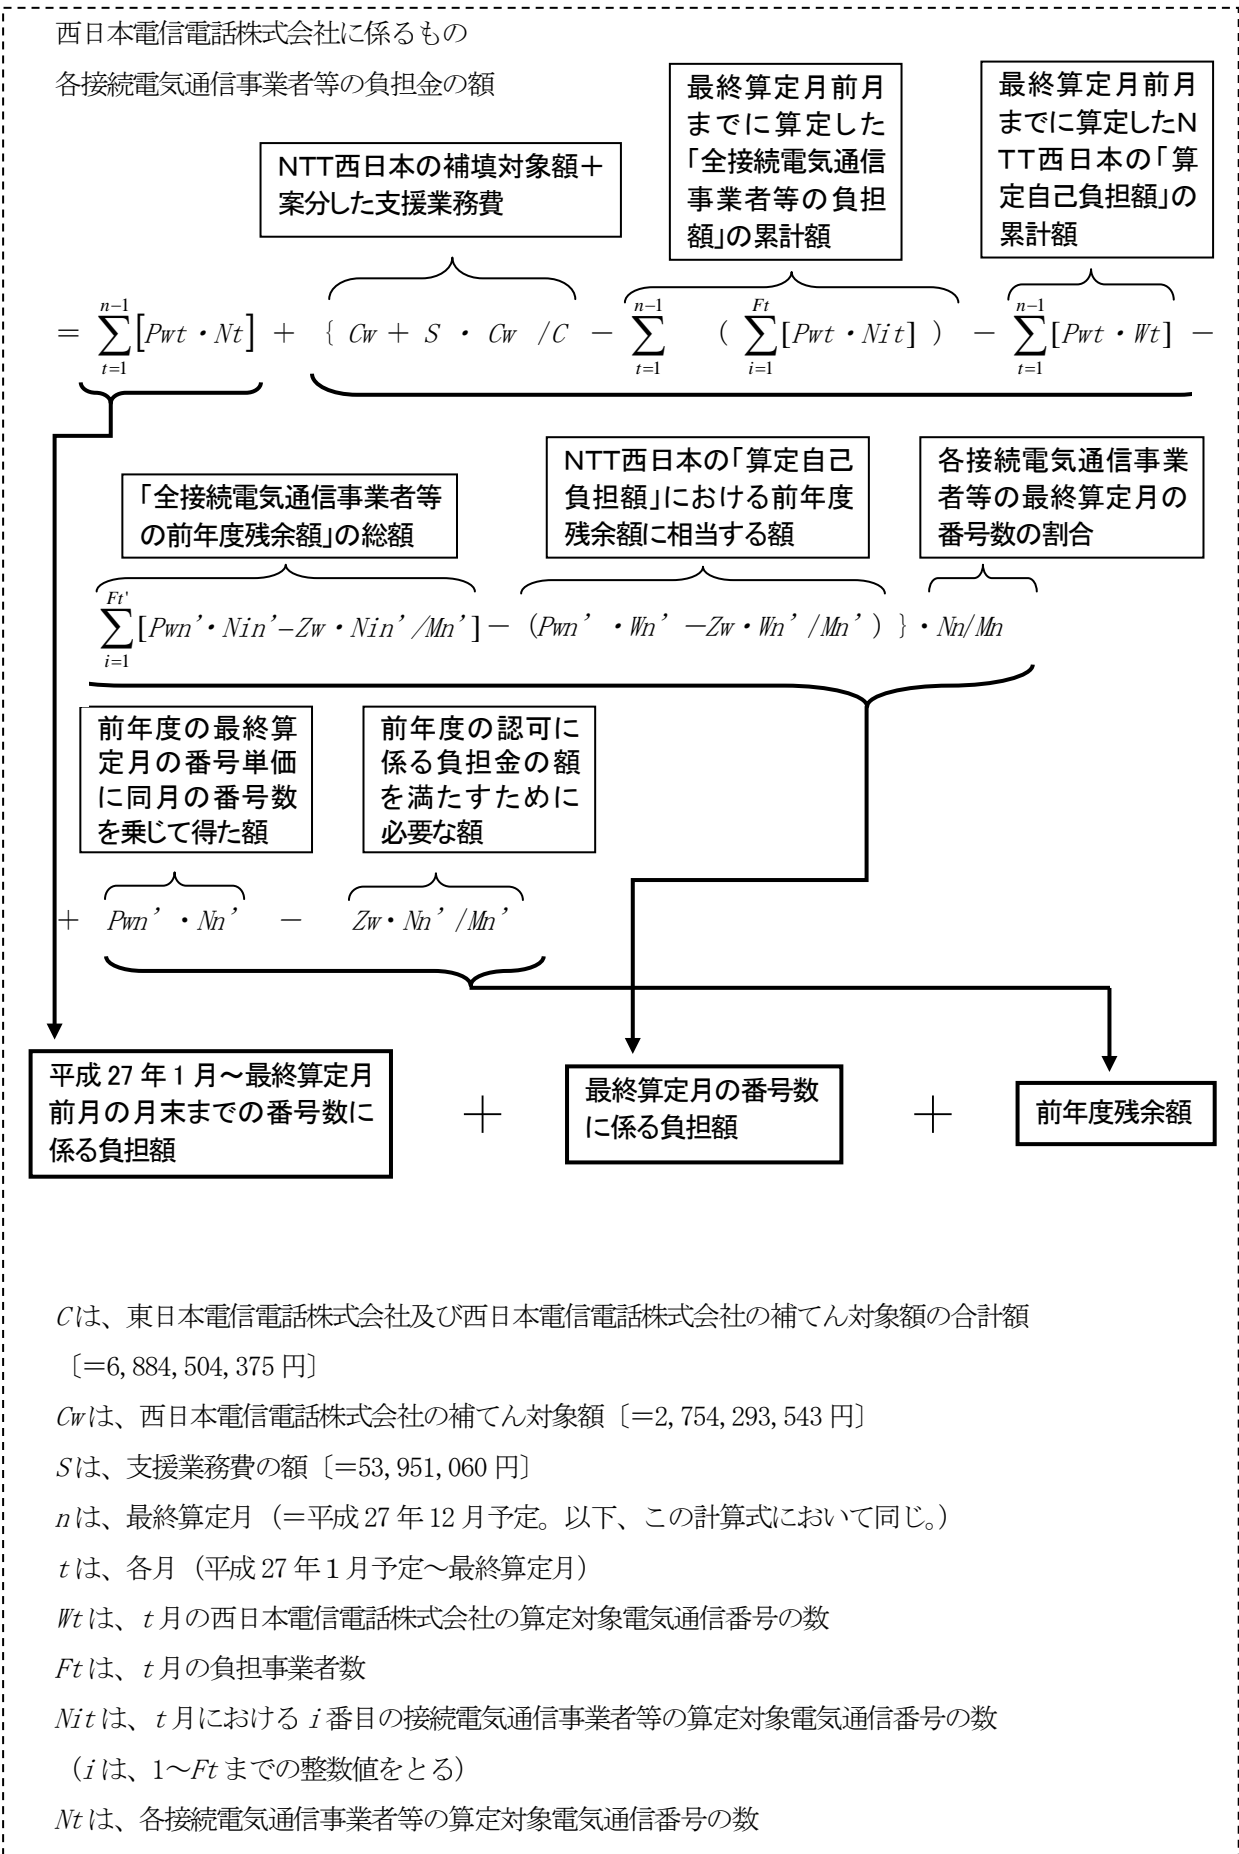 西日本電信電話株式会社に係るもの
各接続電気通信事業者等の負担金の額
最終算定月前月
までに算定した
「全接続電気通信
事業者等の負担
額」の累計額
最終算定月前月
までに算定したN
TT西日本の「算
定自己負担額」の
累計額
NTT西日本の補填対象額＋
案分した支援業務費
= \sum_{t=1}^{n-1}[Pwt・Nt] + { Cw + S ・ Cw /C − \sum_{t=1}^{n-1} ( \sum_{i=1}^{Ft}[Pwt・Nit] ) − \sum_{t=1}^{n-1}[Pwt・Wt] −
「全接続電気通信事業者等
の前年度残余額」の総額
NTT西日本の「算定自己
負担額」における前年度
残余額に相当する額
各接続電気通信事業
者等の最終算定月の
番号数の割合
\sum_{i=1}^{Ft'}[Pwn’・Nin’−Zw・Nin’/Mn’]− (Pwn’・Wn’−Zw・Wn’/Mn’) }・Nn/Mn
前年度の最終算
定月の番号単価
に同月の番号数
を乗じて得た額
前年度の認可に
係る負担金の額
を満たすために
必要な額
＋ Pwn’・Nn’ − Zw・Nn’/Mn’
平成27年1月～最終算定月
前月の月末までの番号数に
係る負担額
＋
最終算定月の番号数
に係る負担額
＋
前年度残余額
Cは、東日本電信電話株式会社及び西日本電信電話株式会社の補てん対象額の合計額
〔＝6,884,504,375円〕
Cwは、西日本電信電話株式会社の補てん対象額〔＝2,754,293,543円〕
Sは、支援業務費の額〔＝53,951,060円〕
nは、最終算定月（＝平成27年12月予定。以下、この計算式において同じ。）
tは、各月（平成27年1月予定～最終算定月）
Wtは、t月の西日本電信電話株式会社の算定対象電気通信番号の数
Ftは、t月の負担事業者数
Nitは、t月におけるi番目の接続電気通信事業者等の算定対象電気通信番号の数
（iは、1～Ftまでの整数値をとる）
Ntは、各接続電気通信事業者等の算定対象電気通信番号の数